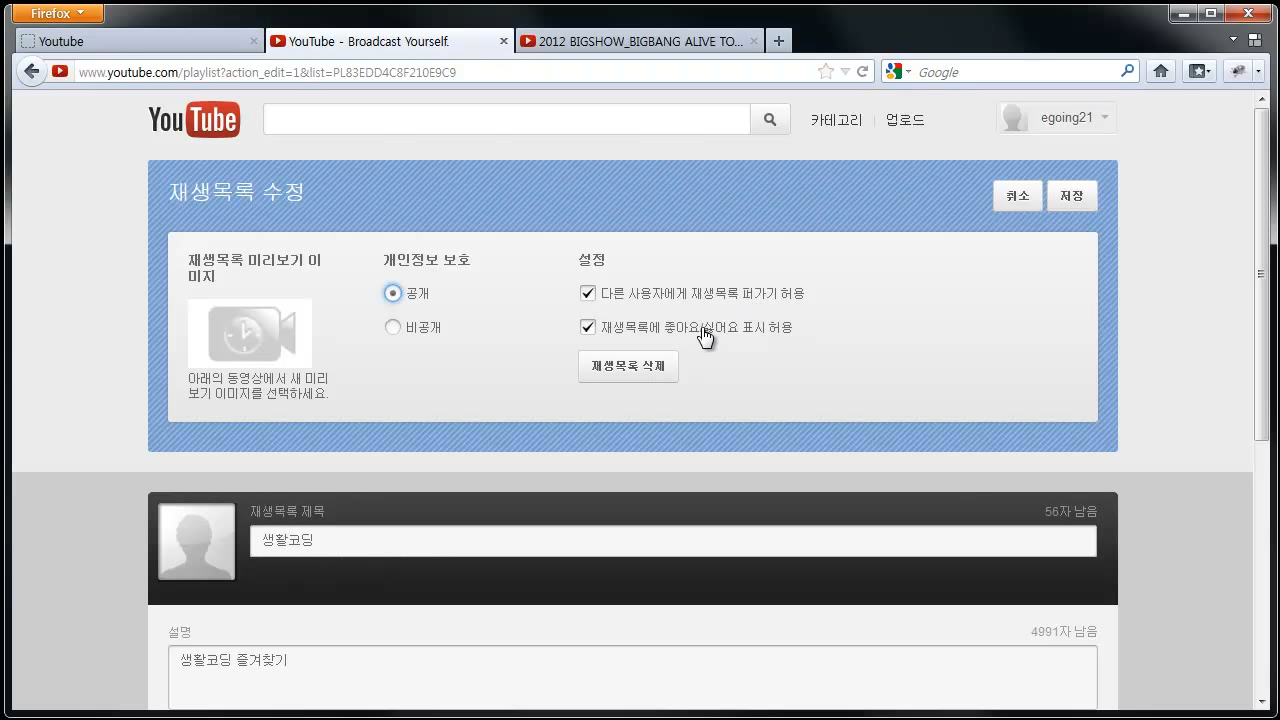 Firefox
Youtube
YouTube - Broadcast Yourself.
2012 BIGSHOW_BIGBANG ALIVE TO...
www.youtube.com/playlist?action_edit=1&list=PL83EDD4C8F210E9C9
Google
YouTube
카테고리
업로드
egoing21
재생목록 수정
취소
저장
재생목록 미리보기 이
미지
개인정보 보호
설정
공개
다른 사용자에게 재생목록 퍼가기 허용
비공개
재생목록에 좋아요/싫어요 표시 허용
재생목록 삭제
아래의 동영상에서 새 미리
보기 이미지를 선택하세요.
재생목록 제목
56자 남음
생활코딩
설명
4991자 남음
생활코딩 즐겨찾기